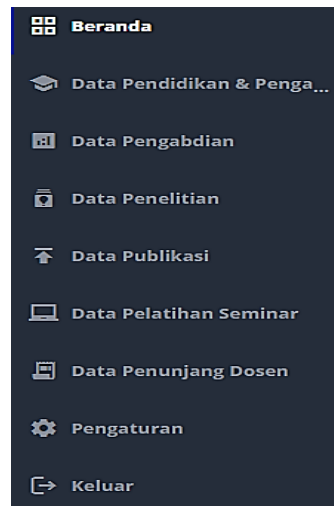 Beranda
Data Pendidikan & Penga...
Data Pengabdian
Data Penelitian
Data Publikasi
Data Pelatihan Seminar
Data Penunjang Dosen
Pengaturan
Keluar